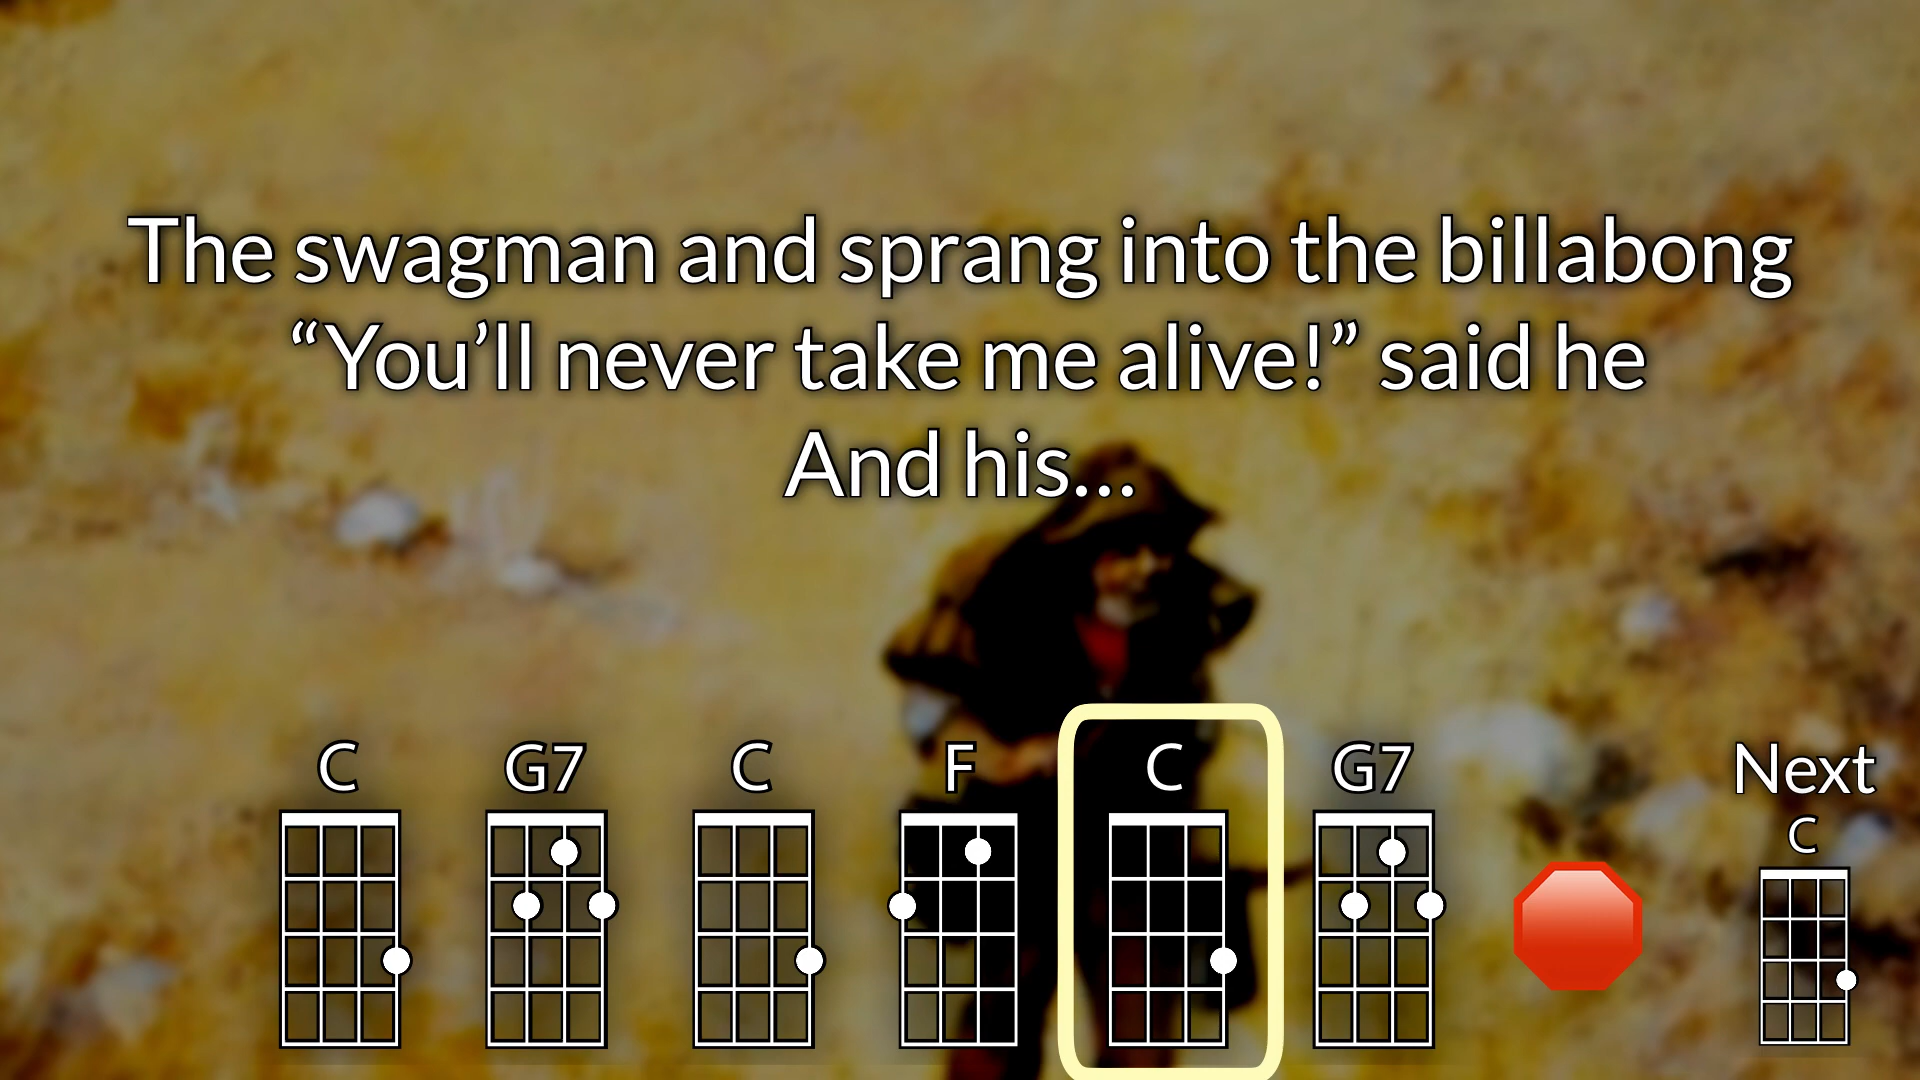 The swagman and sprang into the billabong
“You’ll never take me alive!” said he
And his...
C G7 C F C G7 Next
C